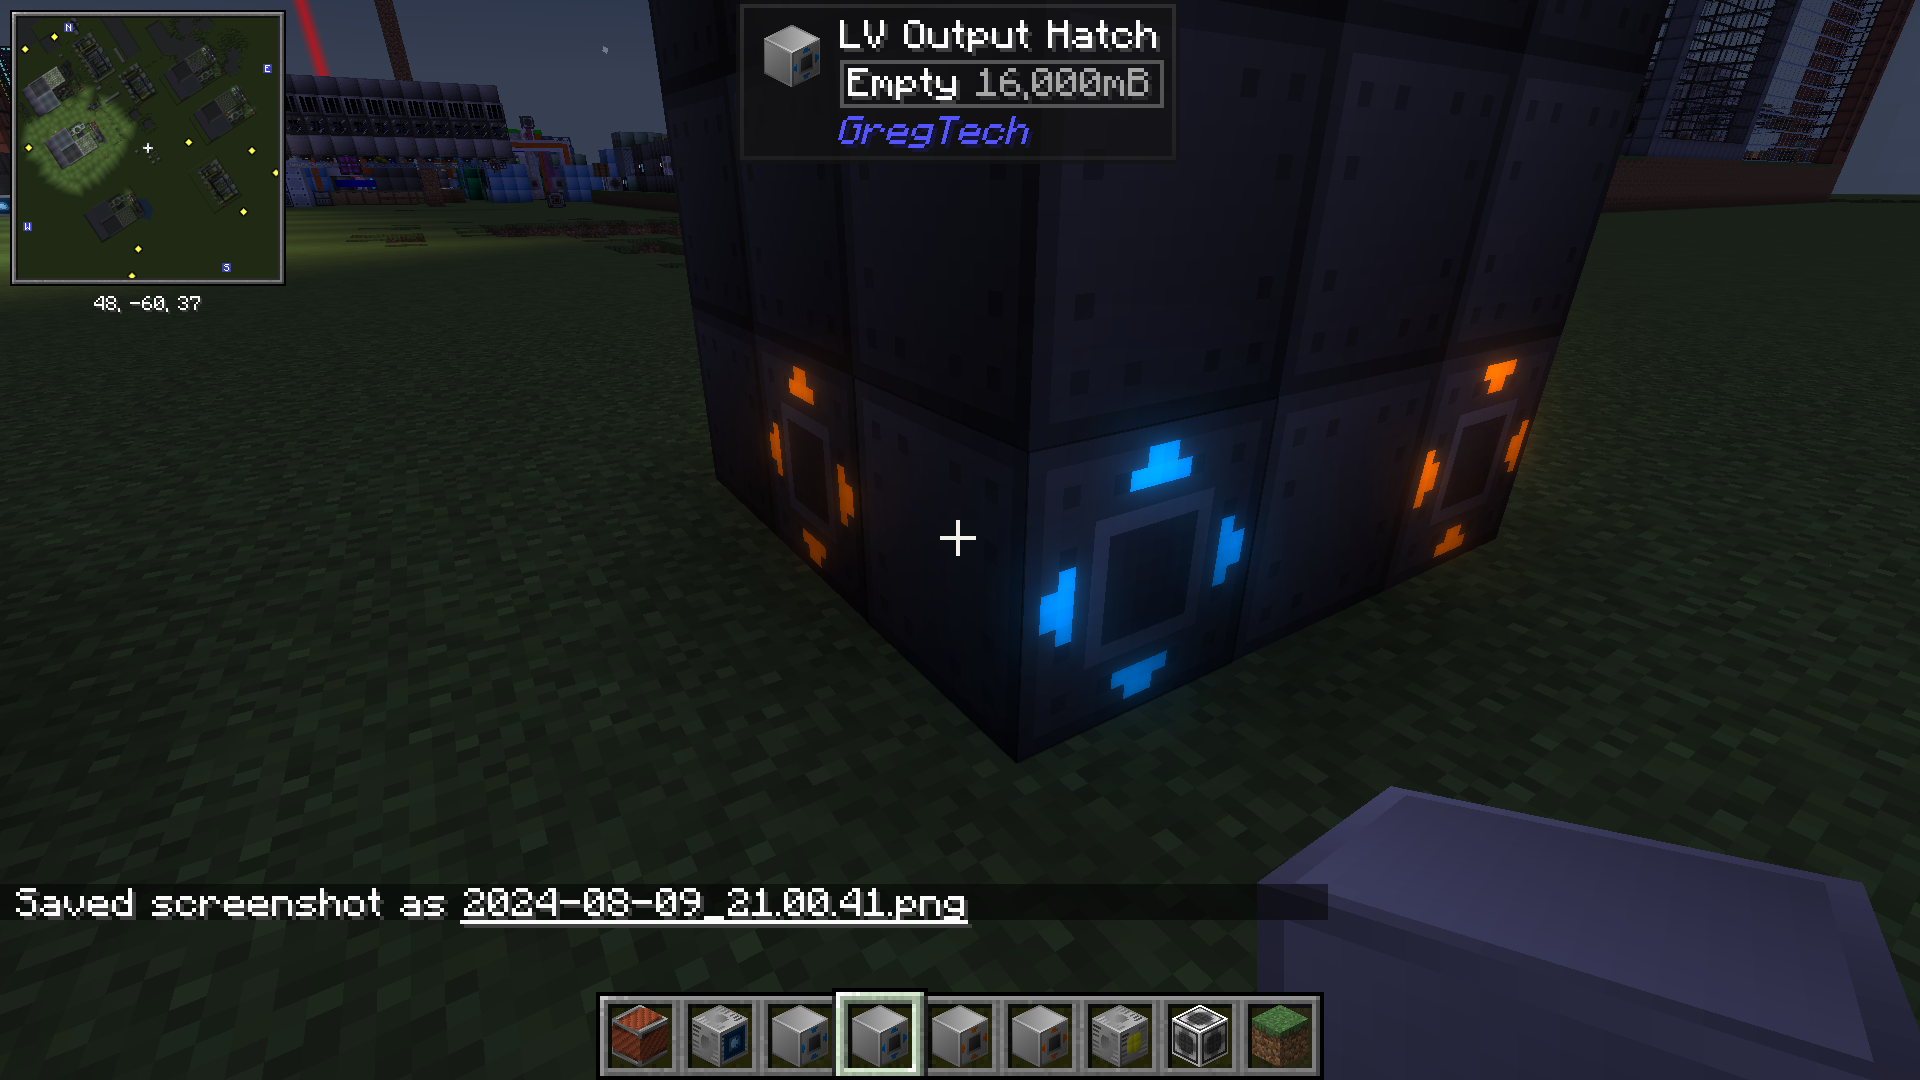 N
E
W
S
48, -60, 37
LV Output Hatch
Empty 16,000mB
GregTech
Saved screenshot as 2024-08-09_21.00.41.png